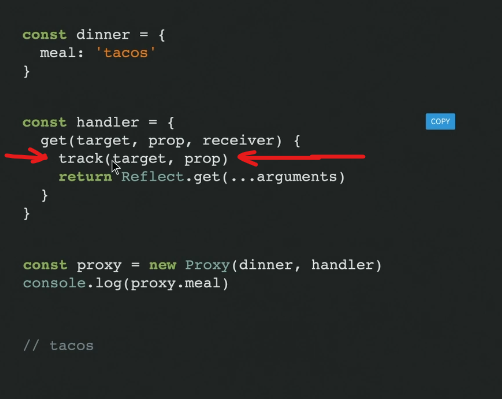 const dinner = {
  meal: 'tacos'
}
const handler = {
COPY
  get(target, prop, receiver) {
    track(target, prop)
    return Reflect.get(...arguments)
  }
}
const proxy = new Proxy(dinner, handler)
console.log(proxy.meal)
// tacos